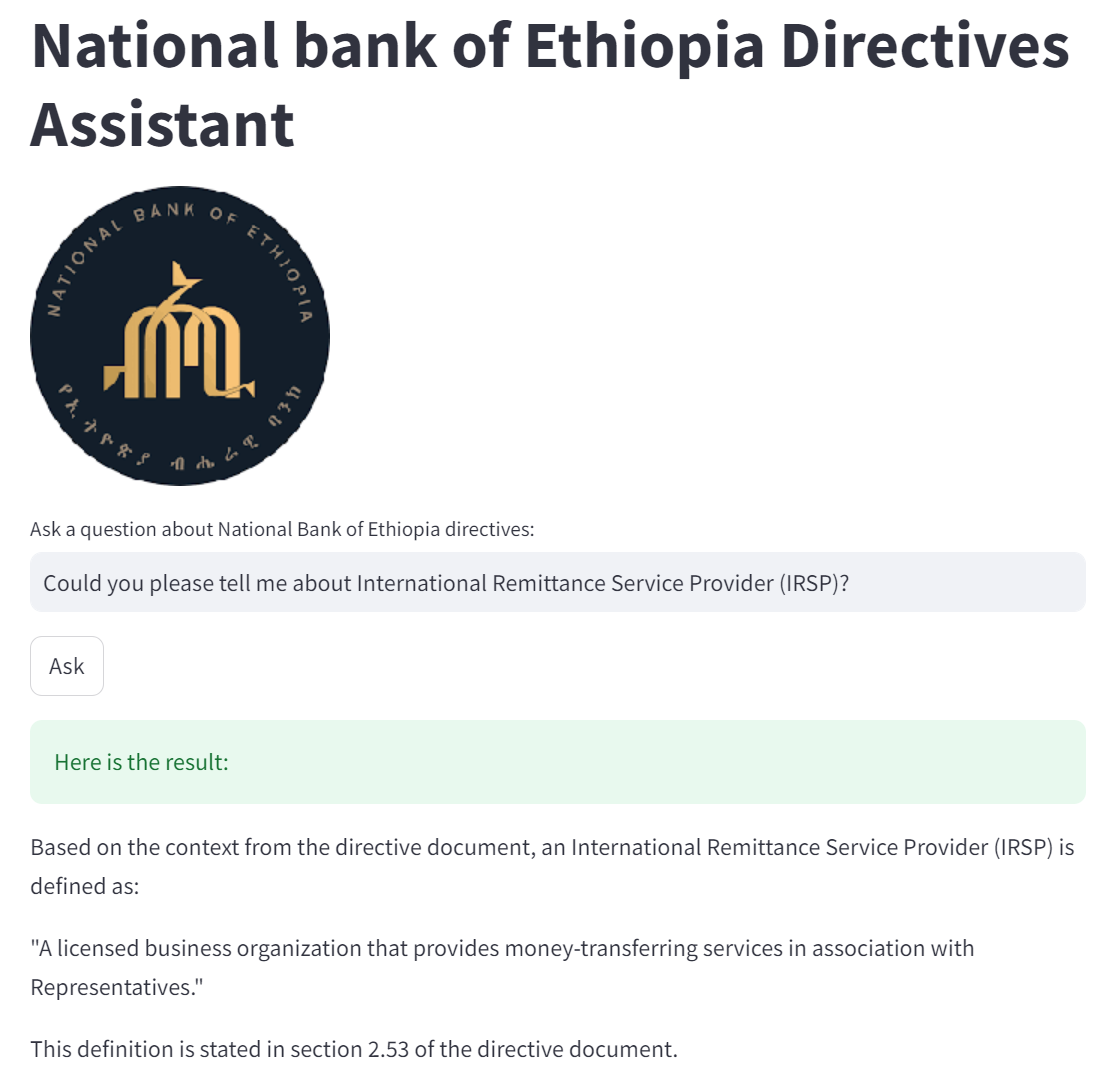 National bank of Ethiopia Directives
Assistant
NATIONAL BANK OF ETHIOPIA
የኢትዮጵያ ብሔራዊ ባንክ
Ask a question about National Bank of Ethiopia directives:
Could you please tell me about International Remittance Service Provider (IRSP)?
Ask
Here is the result:
Based on the context from the directive document, an International Remittance Service Provider (IRSP) is
defined as:
"A licensed business organization that provides money-transferring services in association with
Representatives."
This definition is stated in section 2.53 of the directive document.